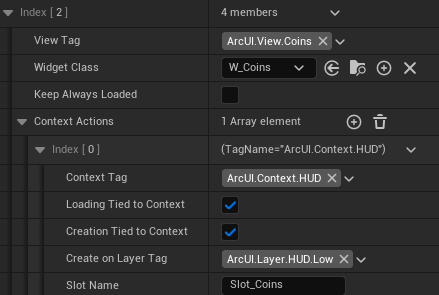 Index [ 2 ] 4 members
View Tag ArcUI.View.Coins
Widget Class W_Coins
Keep Always Loaded
Context Actions 1 Array element
Index [ 0 ] (TagName="ArcUI.Context.HUD")
Context Tag ArcUI.Context.HUD
Loading Tied to Context
Creation Tied to Context
Create on Layer Tag ArcUI.Layer.HUD.Low
Slot Name Slot_Coins